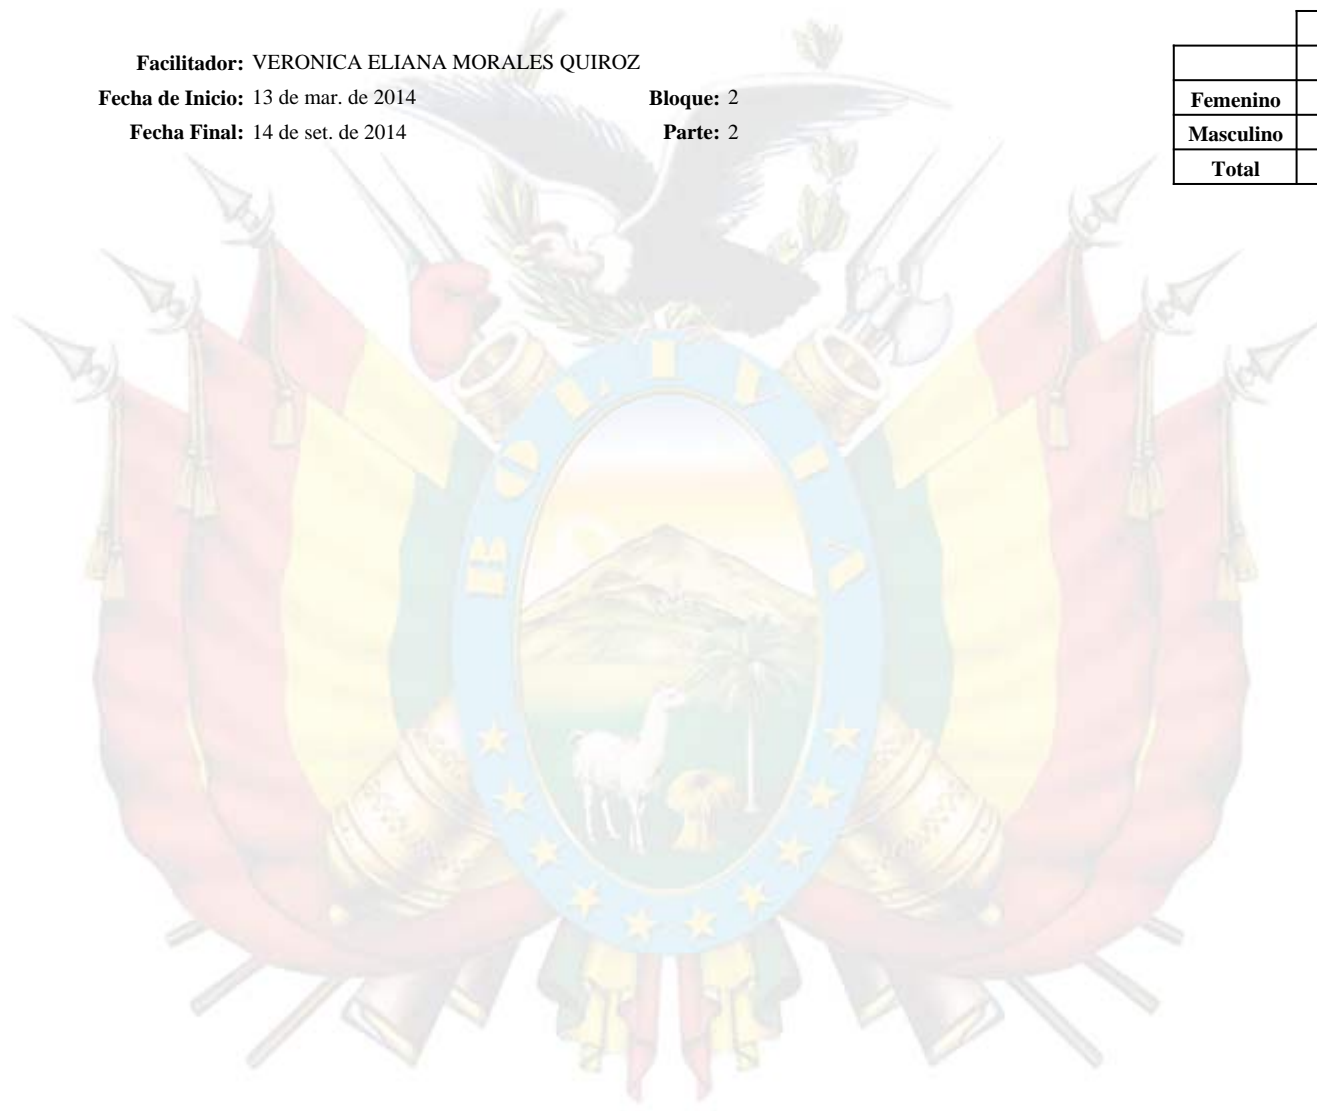 Facilitador: VERONICA ELIANA MORALES QUIROZ
Fecha de Inicio: 13 de mar. de 2014 Bloque: 2
Fecha Final: 14 de set. de 2014 Parte: 2
Femenino
Masculino
Total
BOLIVIA